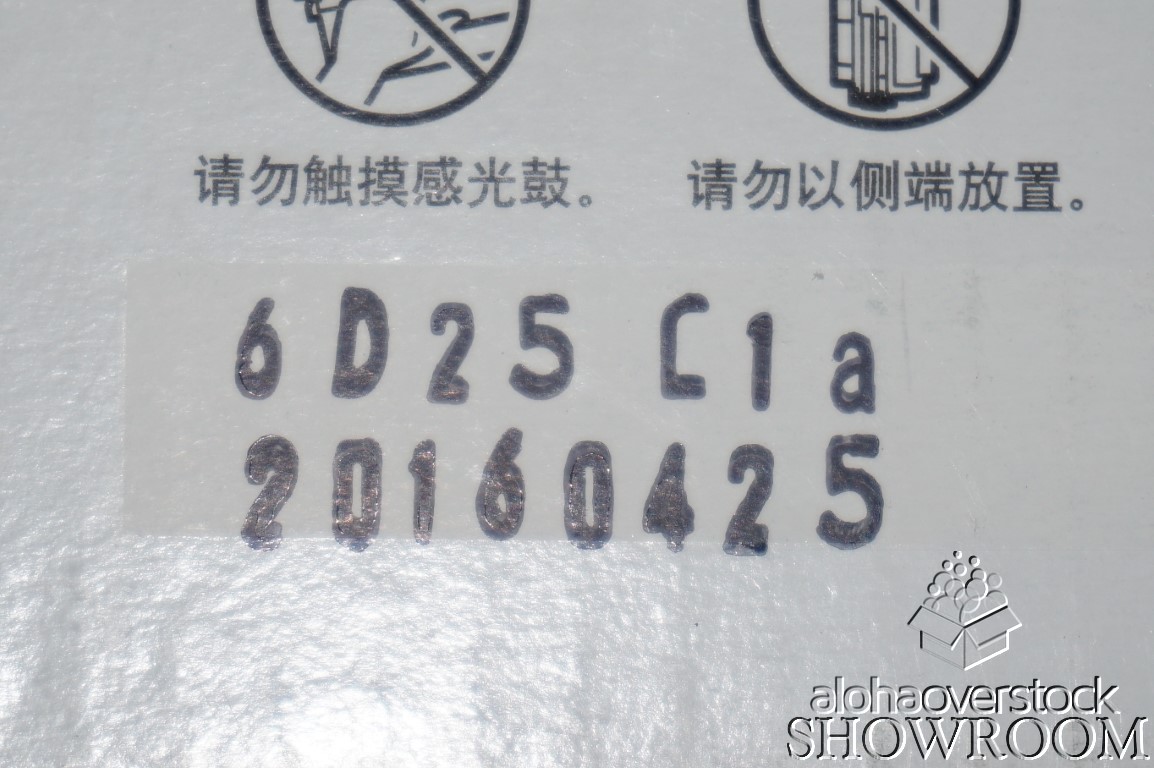 请勿触摸感光鼓。 请勿以侧端放置。
6D25 C1a
20160425
alohaoverstock
SHOWROOM